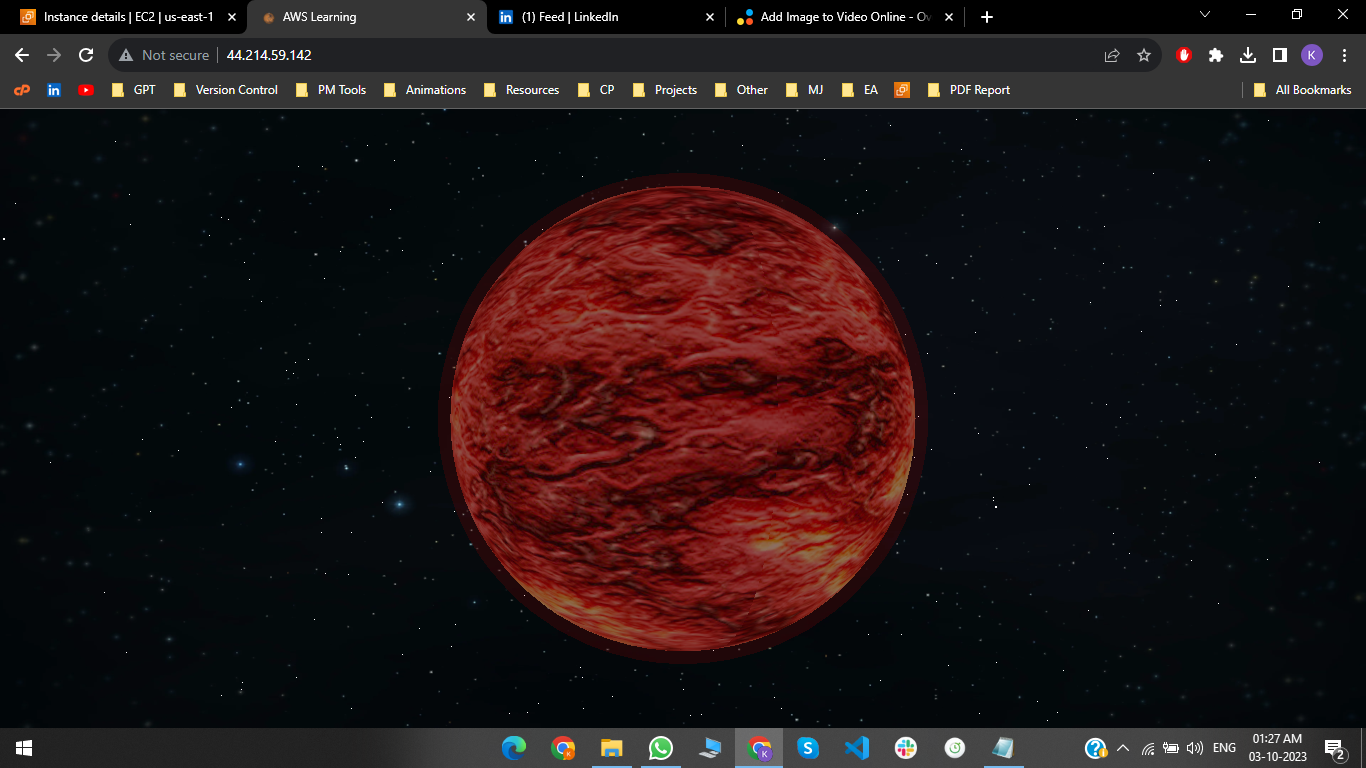 Instance details | EC2 | us-east-1
AWS Learning
(1) Feed | LinkedIn
Add Image to Video Online - Ov
Not secure
44.214.59.142
K
cP
in
GPT
Version Control
PM Tools
Animations
Resources
CP
Projects
Other
MJ
EA
PDF Report
All Bookmarks
ENG
01:27 AM
03-10-2023
2